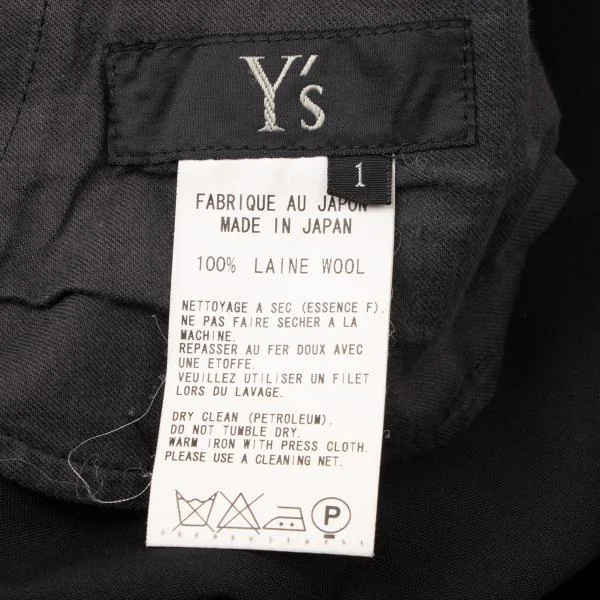 Y's
1
FABRIQUE AU JAPON
MADE IN JAPAN
100% LAINE WOOL
NETTOYAGE A SEC (ESSENCE F).
NE PAS FAIRE SECHER A LA
MACHINE.
REPASSER AU FER DOUX AVEC
UNE ETOFFE.
VEUILLEZ UTILISER UN FILET
LORS DU LAVAGE.
DRY CLEAN (PETROLEUM).
DO NOT TUMBLE DRY.
WARM IRON WITH PRESS CLOTH.
PLEASE USE A CLEANING NET.
P